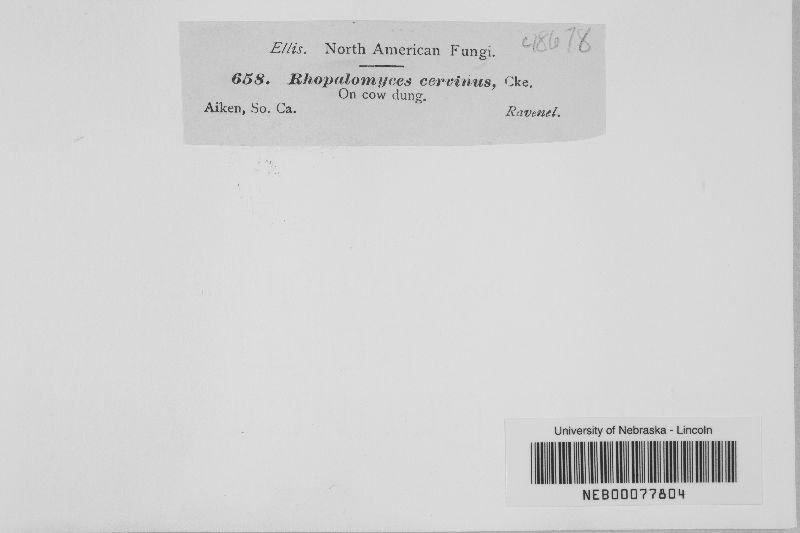 Ellis. North American Fungi.
48678
658. Rhopalomyces cervinus, Cke.
On cow dung.
Aiken, So. Ca. Ravenel.
University of Nebraska - Lincoln
NEB00077804